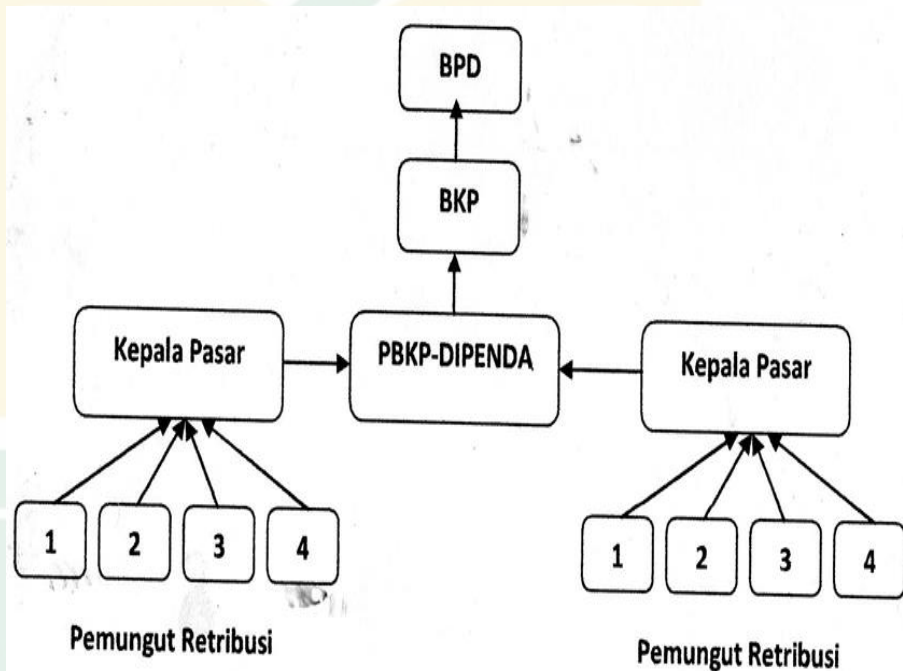 BPD
BKP
Kepala Pasar
PBKP-DIPENDA
Kepala Pasar
1
2
3
4
1
2
3
4
Pemungut Retribusi
Pemungut Retribusi